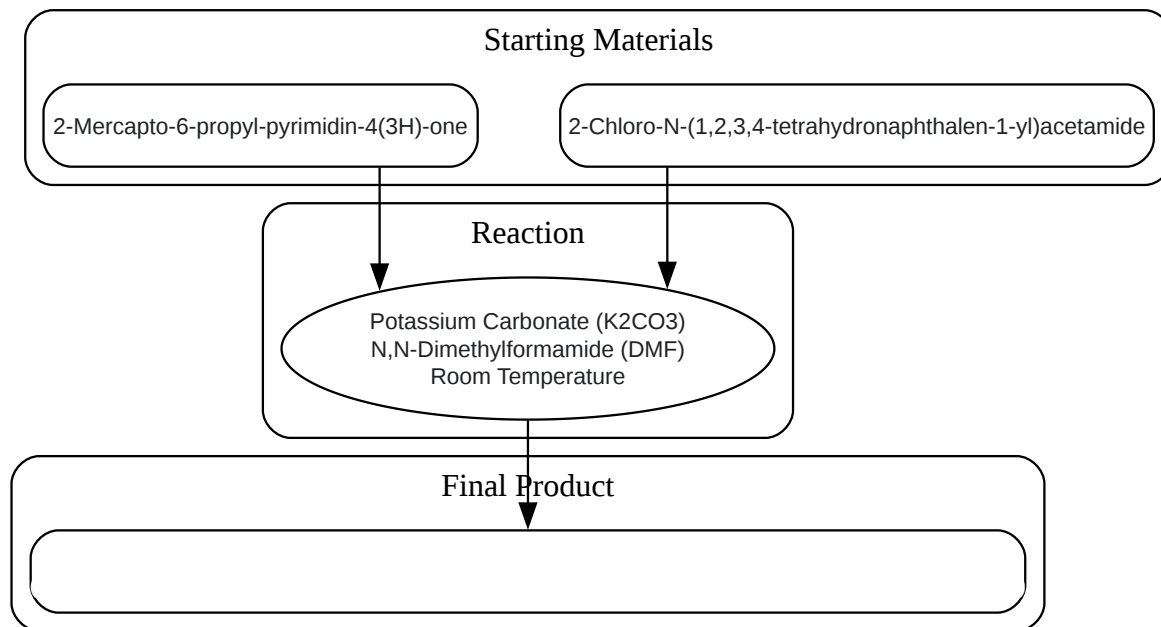 Starting Materials
2-Mercapto-6-propyl-pyrimidin-4(3H)-one
2-Chloro-N-(1,2,3,4-tetrahydronaphthalen-1-yl)acetamide
Reaction
Potassium Carbonate (K2CO3)
N,N-Dimethylformamide (DMF)
Room Temperature
Final Product